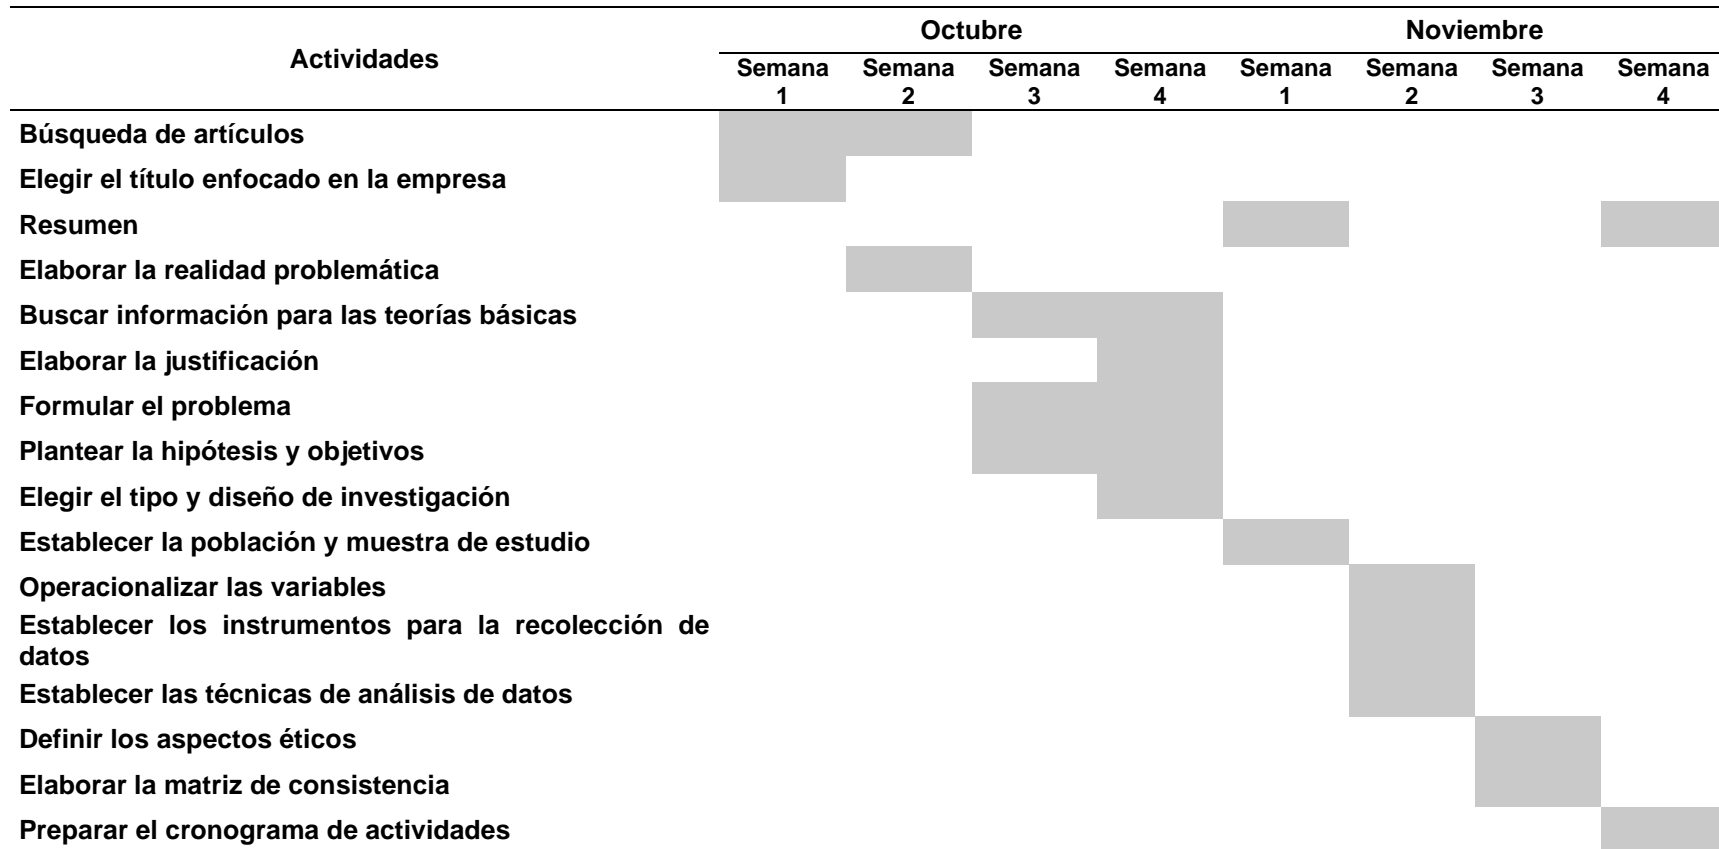 Octubre Noviembre
Actividades
Semana Semana Semana Semana Semana Semana Semana Semana
1 2 3 4 1 2 3 4
Búsqueda de artículos
Elegir el título enfocado en la empresa
Resumen
Elaborar la realidad problemática
Buscar información para las teorías básicas
Elaborar la justificación
Formular el problema
Plantear la hipótesis y objetivos
Elegir el tipo y diseño de investigación
Establecer la población y muestra de estudio
Operacionalizar las variables
Establecer los instrumentos para la recolección de
datos
Establecer las técnicas de análisis de datos
Definir los aspectos éticos
Elaborar la matriz de consistencia
Preparar el cronograma de actividades